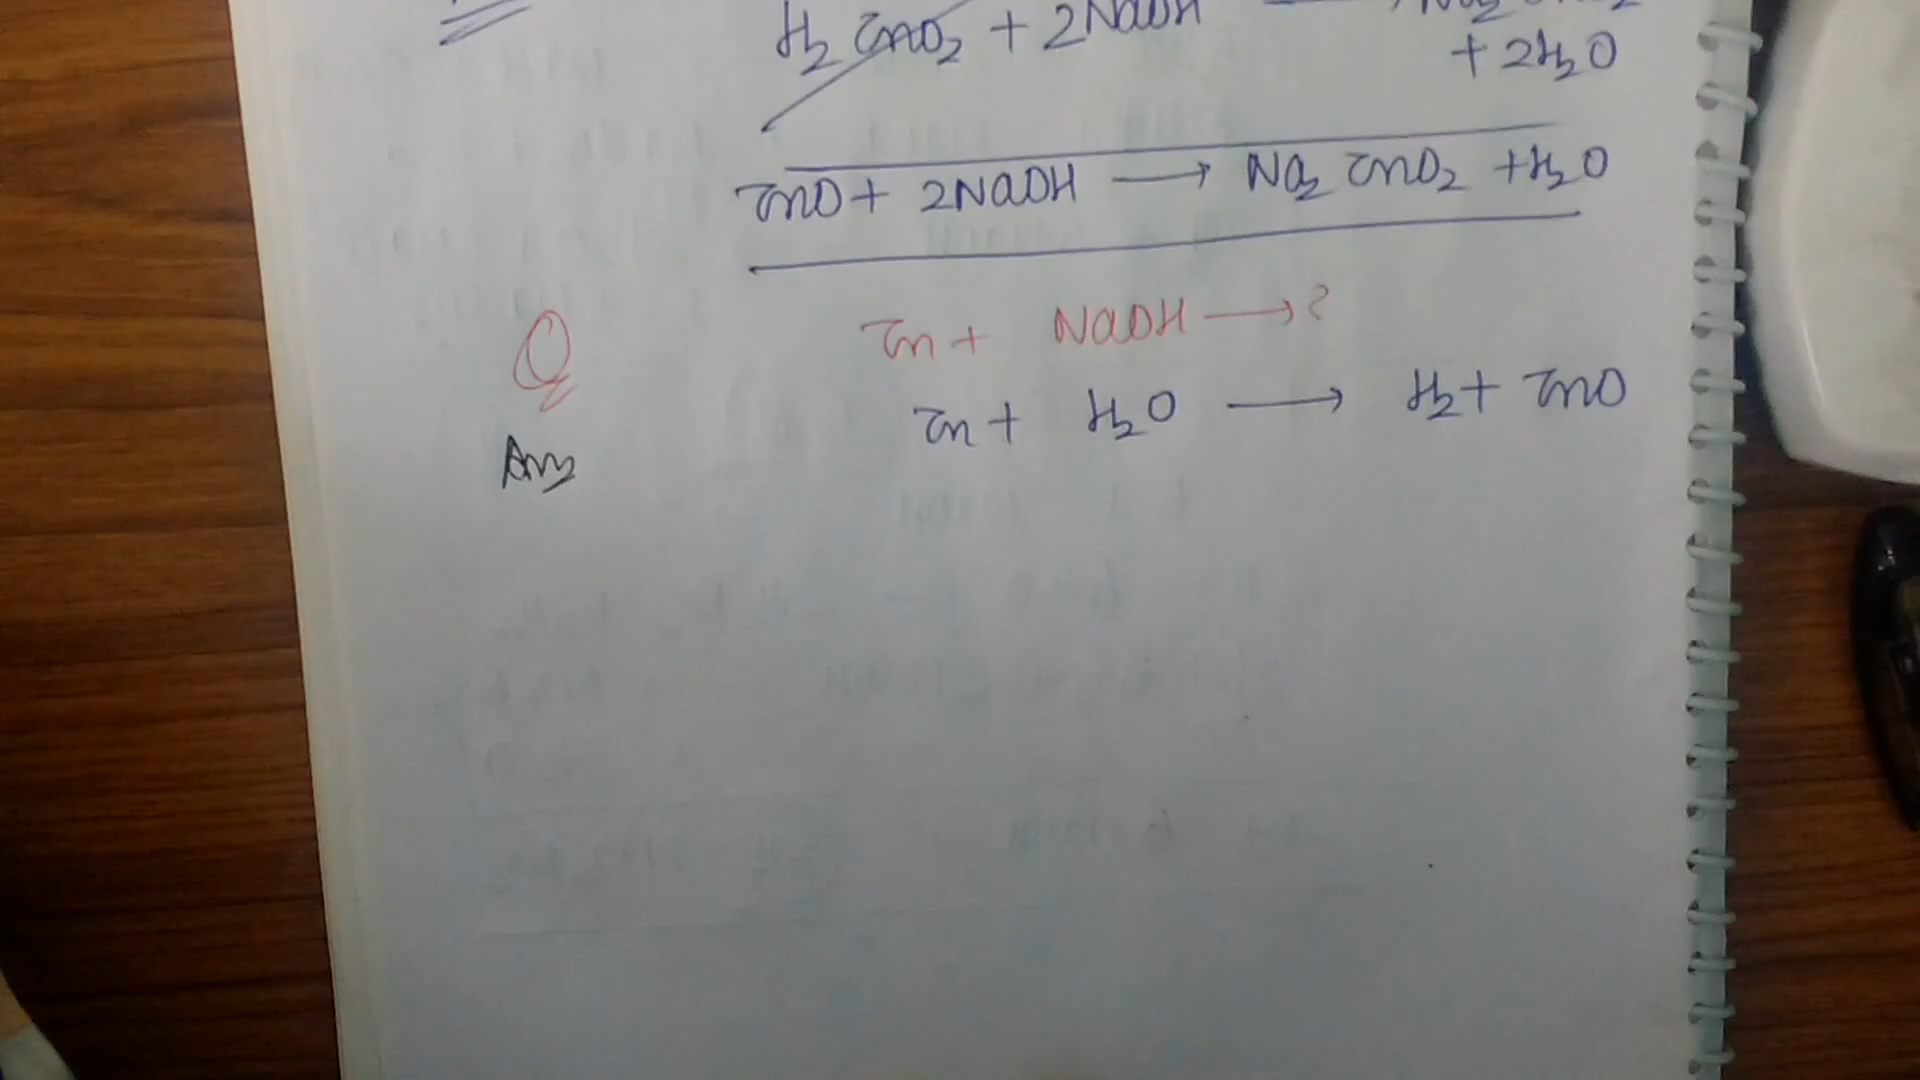 H₂ZnO₂ + 2NaOH
+ 2H₂O
ZnO + 2NaOH ⟶ Na₂ZnO₂ + H₂O
Q Zn + NaOH ⟶ ?
Ans Zn + H₂O ⟶ H₂ + ZnO